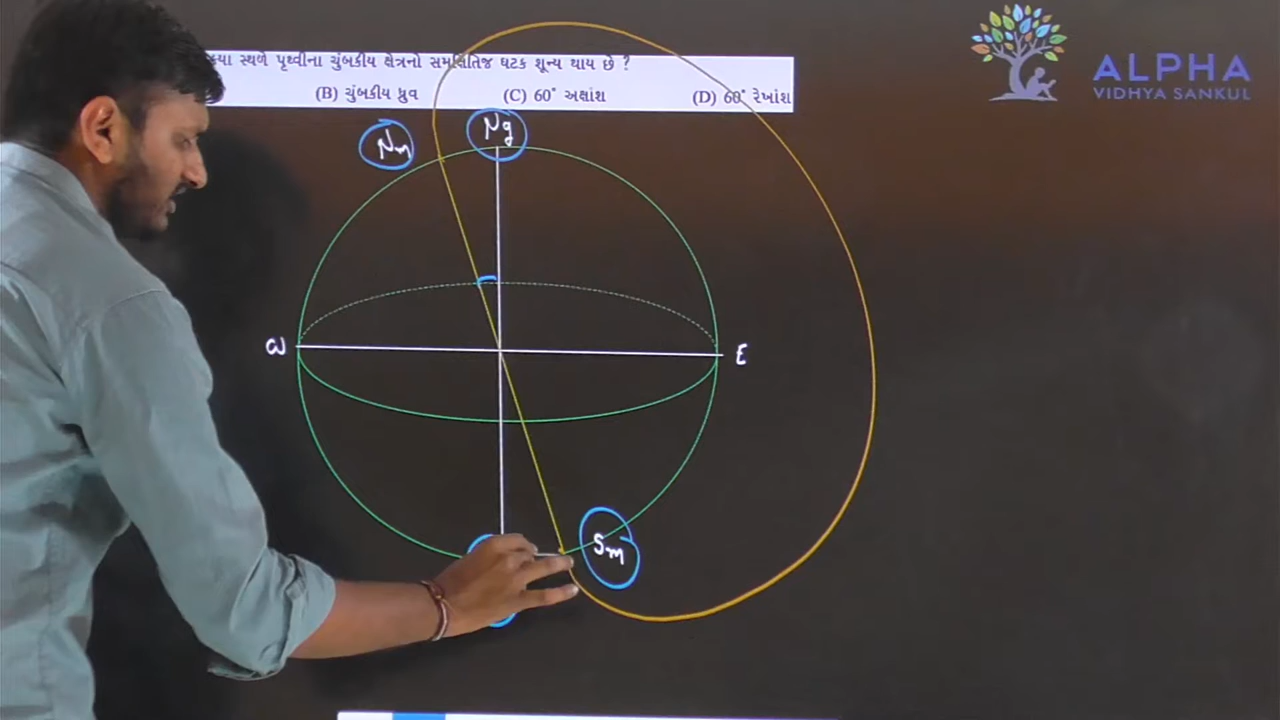 સ્થળે પૃથ્વીના ચુંબકીય ક્ષેત્રનો સમક્ષિતિજ ઘટક શૂન્ય થાય છે ?
(B) ચુંબકીય ધ્રુવ (C) 60° અક્ષાંશ (D) 60° રેખાંશ
ALPHA
VIDHYA SANKUL
Nm
Ng
W
E
Sm